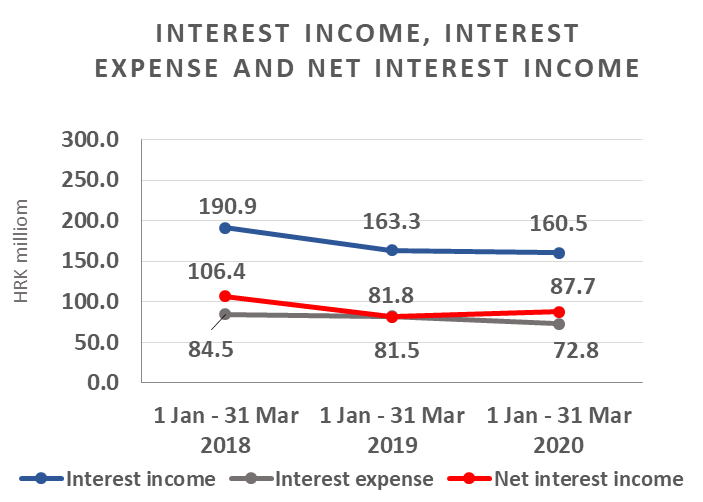 INTEREST INCOME, INTEREST
EXPENSE AND NET INTEREST INCOME
HRK milliom
300.0
250.0
200.0
150.0
100.0
50.0
0.0
190.9
163.3
160.5
106.4
81.8
87.7
84.5
81.5
72.8
1 Jan - 31 Mar
2018
1 Jan - 31 Mar
2019
1 Jan - 31 Mar
2020
Interest income
Interest expense
Net interest income